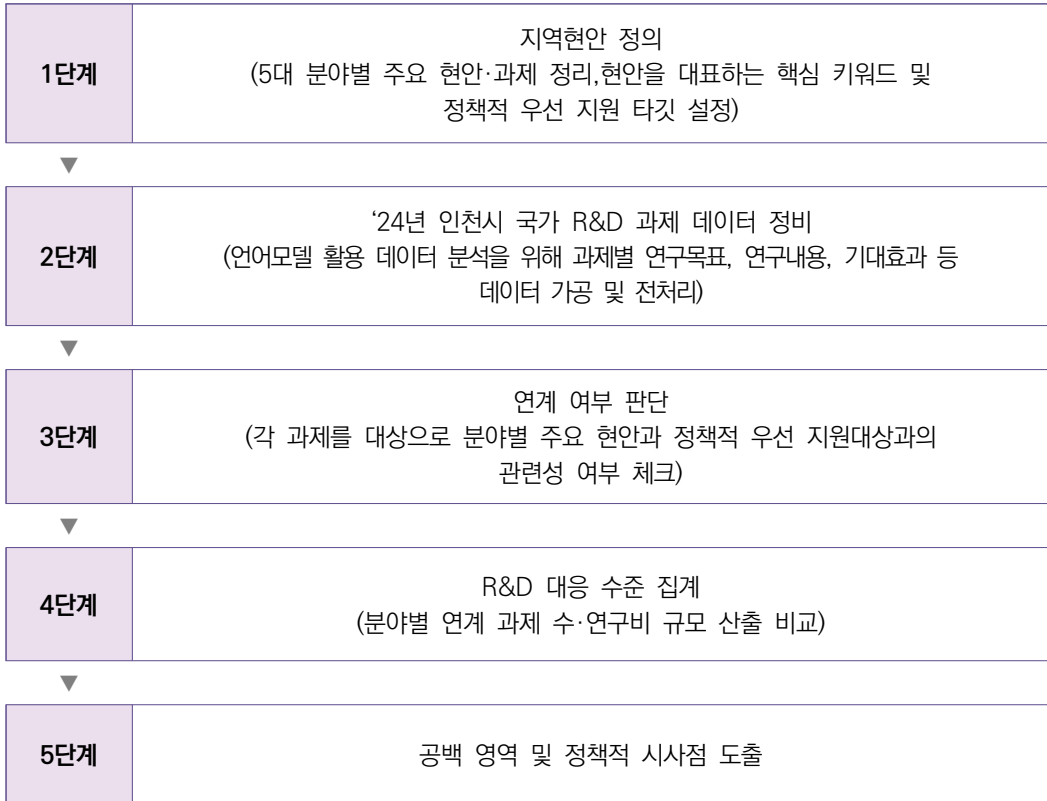 1단계
지역현안 정의
(5대 분야별 주요 현안·과제 정리,현안을 대표하는 핵심 키워드 및
정책적 우선 지원 타깃 설정)
▼
2단계
‘24년 인천시 국가 R&D 과제 데이터 정비
(언어모델 활용 데이터 분석을 위해 과제별 연구목표, 연구내용, 기대효과 등
데이터 가공 및 전처리)
▼
3단계
연계 여부 판단
(각 과제를 대상으로 분야별 주요 현안과 정책적 우선 지원대상과의
관련성 여부 체크)
▼
4단계
R&D 대응 수준 집계
(분야별 연계 과제 수·연구비 규모 산출 비교)
▼
5단계
공백 영역 및 정책적 시사점 도출